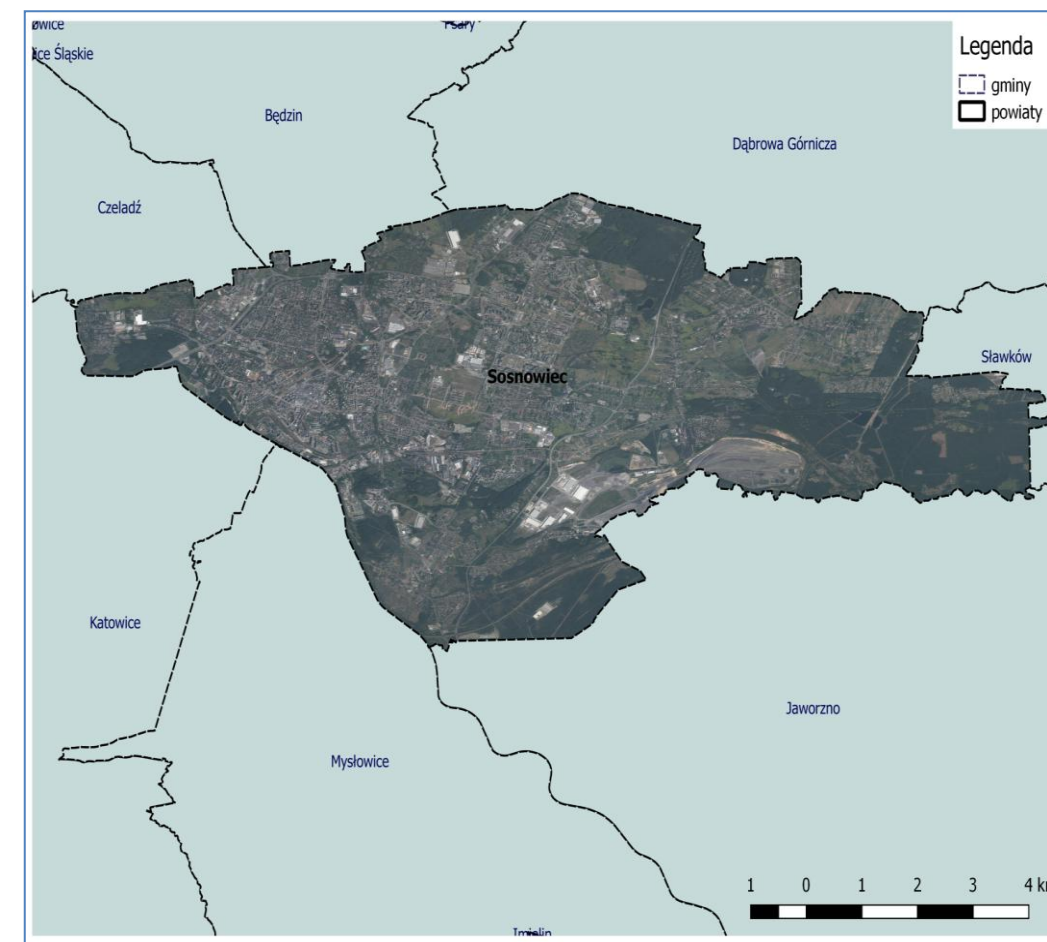 Psary
ice Śląskie
Legenda
gminy
powiaty
Będzin
Dąbrowa Górnicza
Czeladź
Sławków
Sosnowiec
Katowice
Jaworzno
Mysłowice
1 0 1 2 3 4 km
Imielin